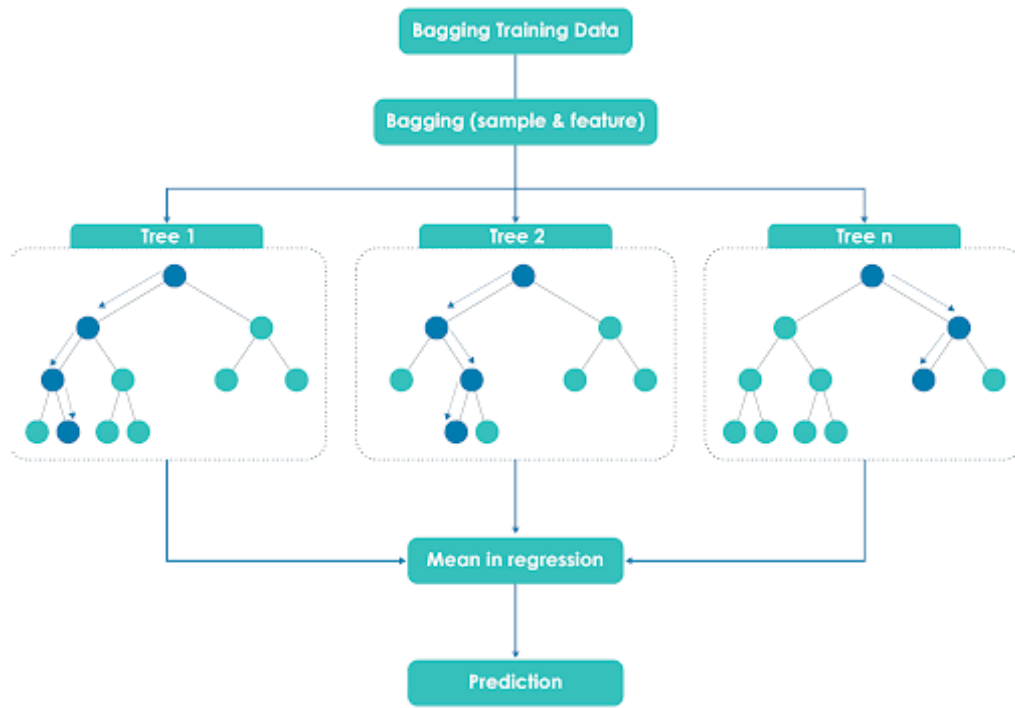 Bagging Training Data
Bagging (sample & feature)
Tree 1
Tree 2
Tree n
Mean in regression
Prediction